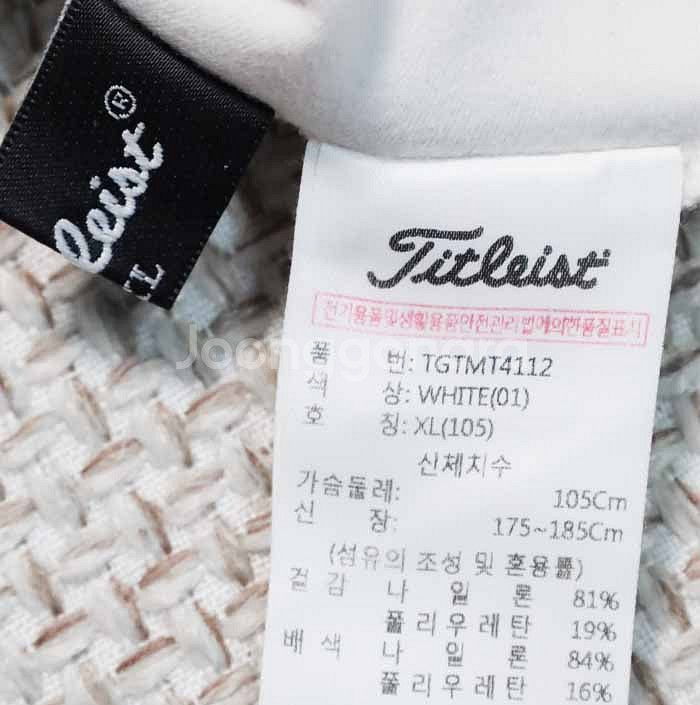 leist®
XL
Titleist
전기용품및생활용품안전관리법에의한품질표시
품 번: TGTMT4112
색 상: WHITE(01)
호 칭: XL(105)
신체치수
가슴둘레: 105Cm
신 장: 175~185Cm
(섬유의 조성 및 혼용률)
겉 감 나 일 론 81%
폴 리 우 레 탄 19%
배 색 나 일 론 84%
폴 리 우 레 탄 16%